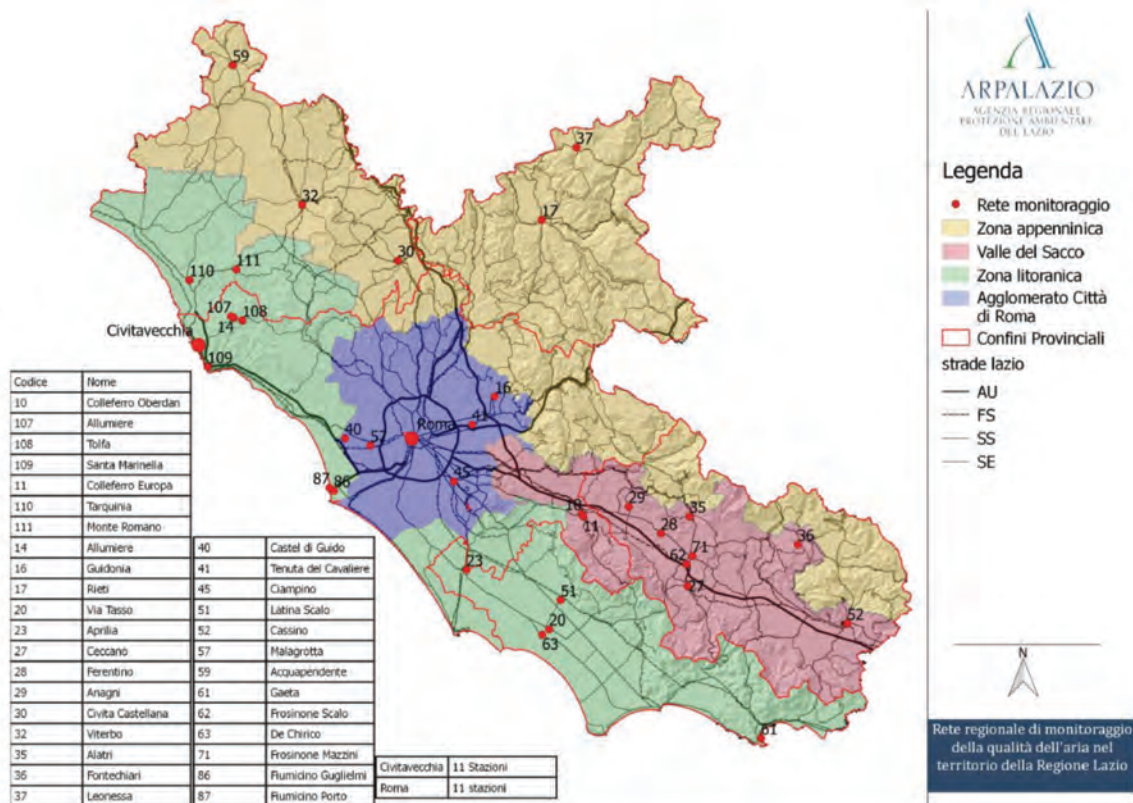 59
37
32
17
30
111
110
107
108
14
Civitavecchia
109
16
41
Roma
40
57
45
87
86
10
11
29
35
28
36
71
62
27
23
51
20
63
52
61
Codice Nome
10 Colleferro Oberdan
107 Allumiere
108 Tolfa
109 Santa Marinella
11 Colleferro Europa
110 Tarquinia
111 Monte Romano
14 Allumiere 40 Castel di Guido
16 Guidonia 41 Tenuta del Cavaliere
17 Rieti 45 Ciampino
20 Via Tasso 51 Latina Scalo
23 Aprilia 52 Cassino
27 Ceccano 57 Malagrotta
28 Ferentino 59 Acquapendente
29 Anagni 61 Gaeta
30 Civita Castellana 62 Frosinone Scalo
32 Viterbo 63 De Chirico
35 Alatri 71 Frosinone Mazzini
36 Fontechiari 86 Fiumicino Guglielmi
37 Leonessa 87 Fiumicino Porto
Civitavecchia 11 Stazioni
Roma 11 stazioni
ARPALAZIO
AGENZIA REGIONALE
PROTEZIONE AMBIENTALE
DEL LAZIO
Legenda
Rete monitoraggio
Zona appenninica
Valle del Sacco
Zona litoranica
Agglomerato Città
di Roma
Confini Provinciali
strade lazio
AU
FS
SS
SE
N
Rete regionale di monitoraggio
della qualità dell'aria nel
territorio della Regione Lazio